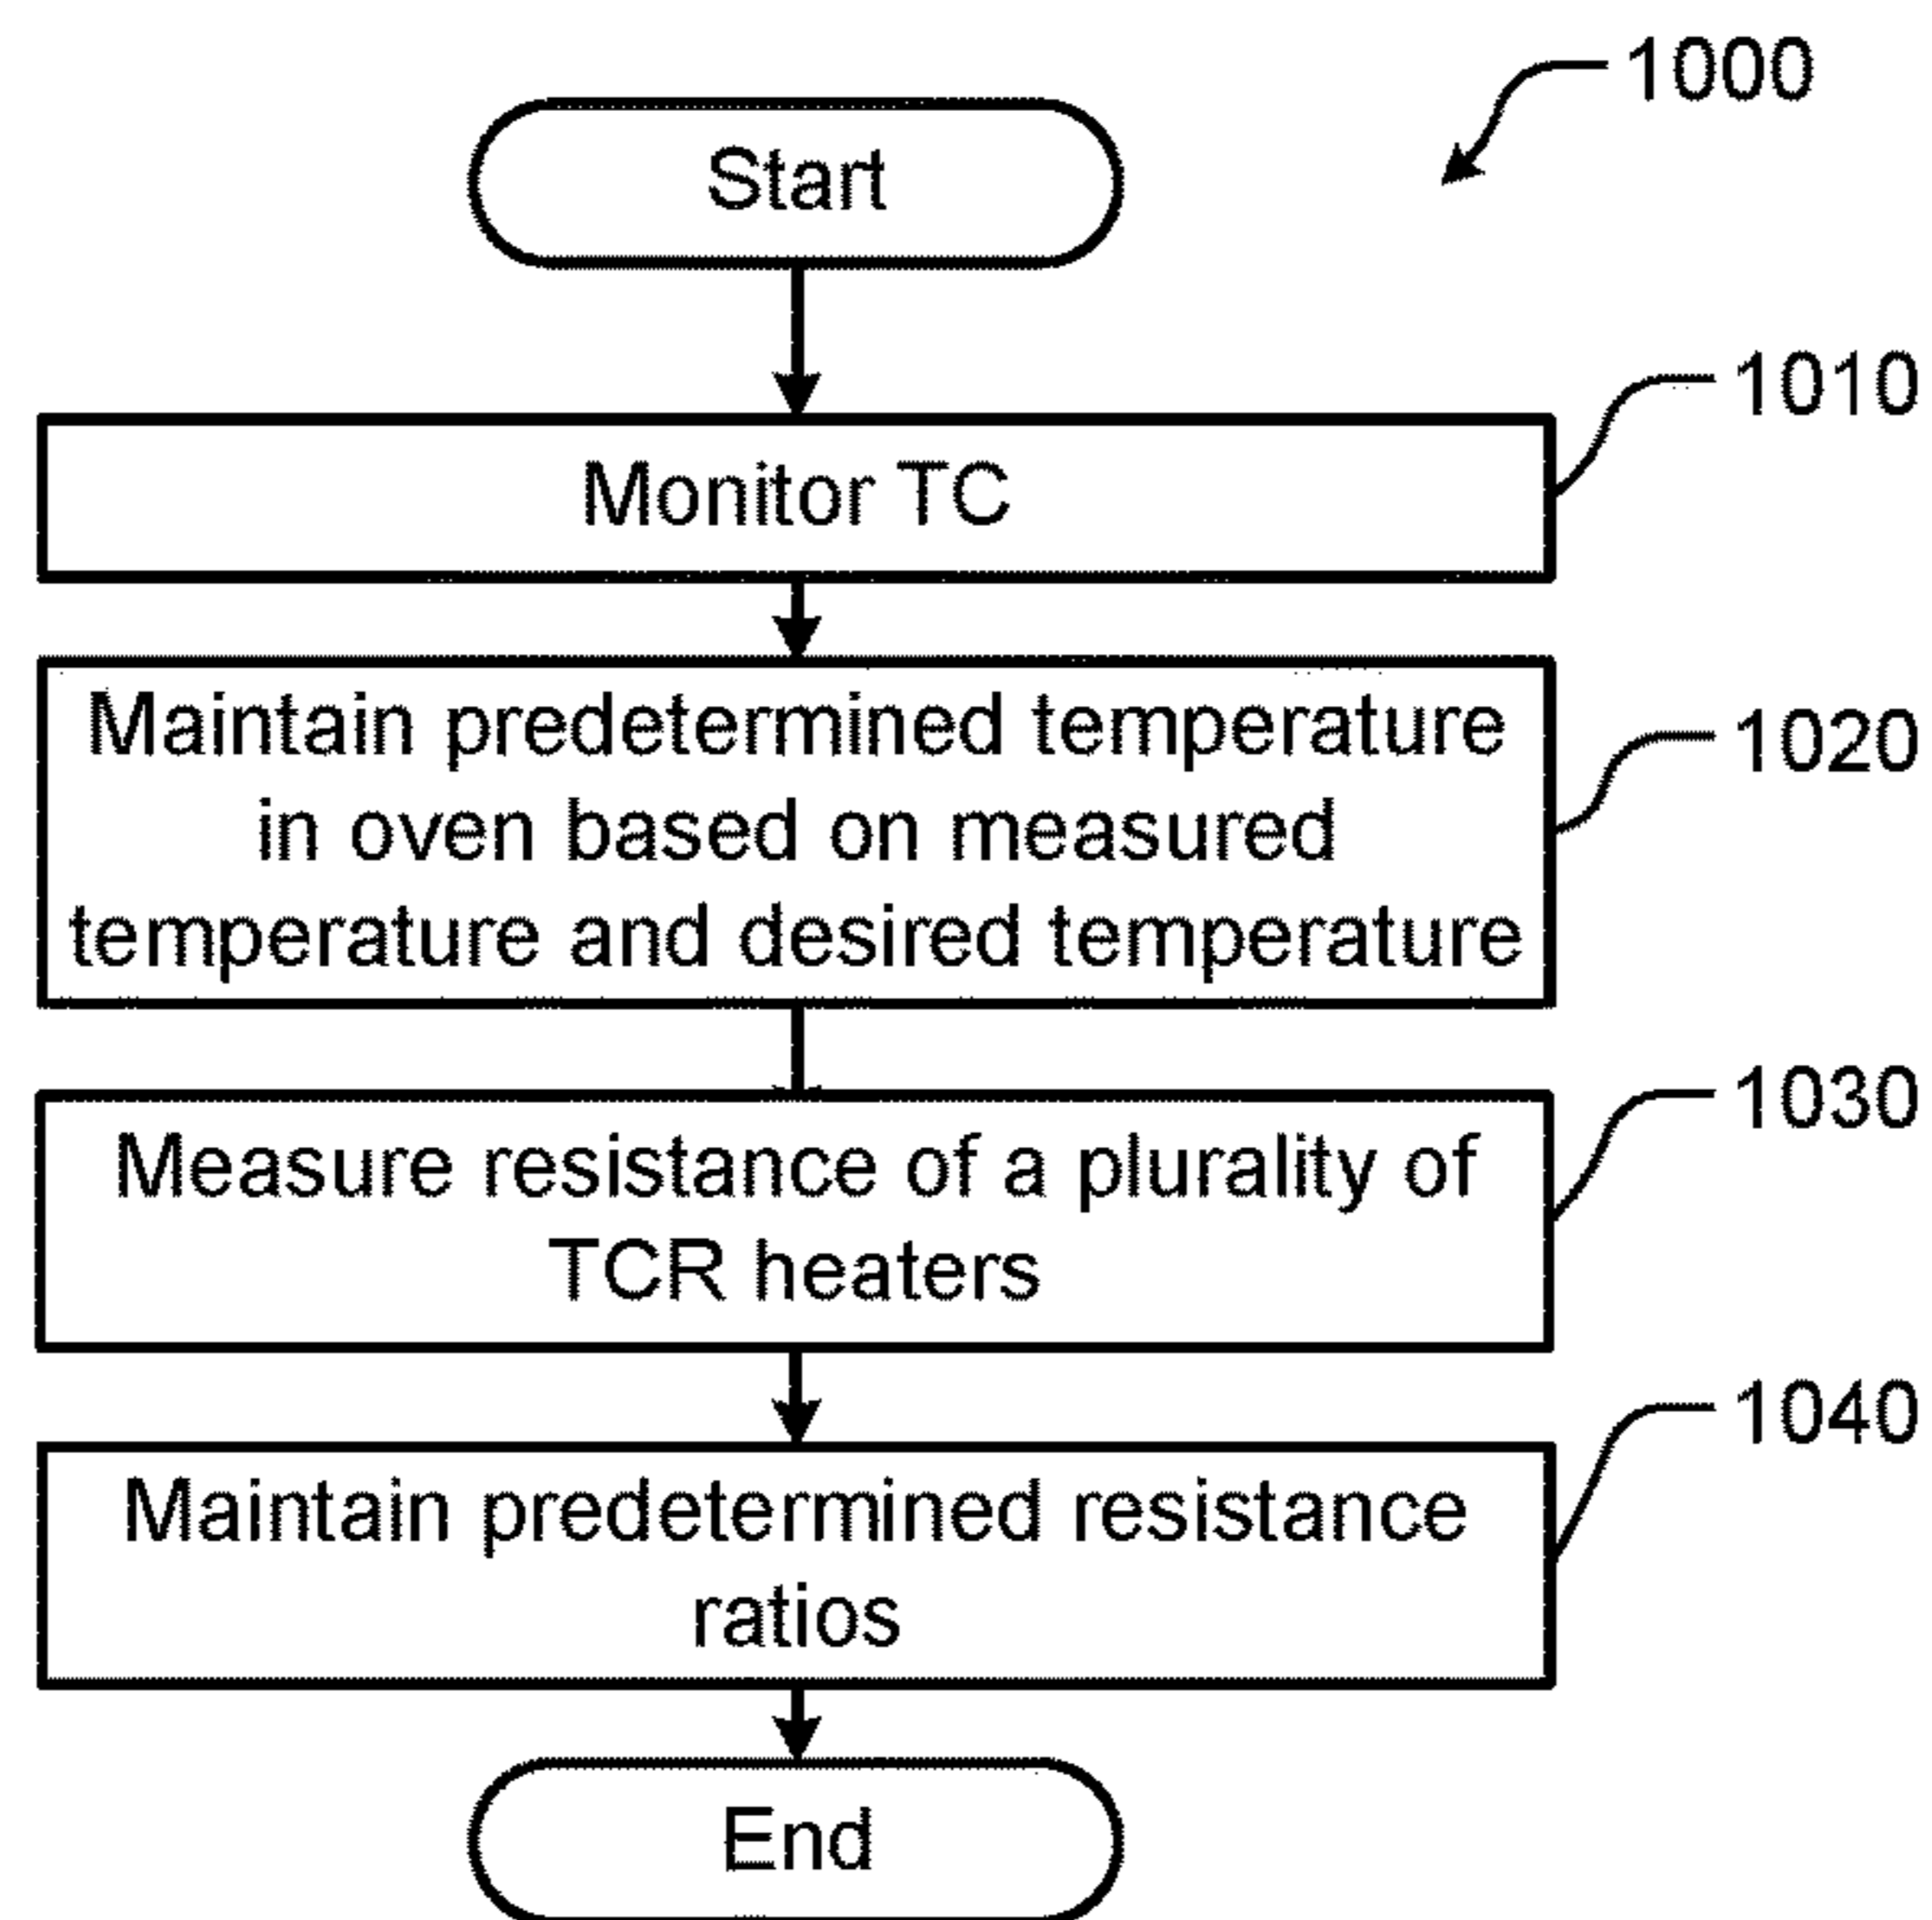 1000
Start
1010
Monitor TC
Maintain predetermined temperature
1020
in oven based on measured
temperature and desired temperature
1030
Measure resistance of a plurality of
TCR heaters
1040
Maintain predetermined resistance
ratios
End